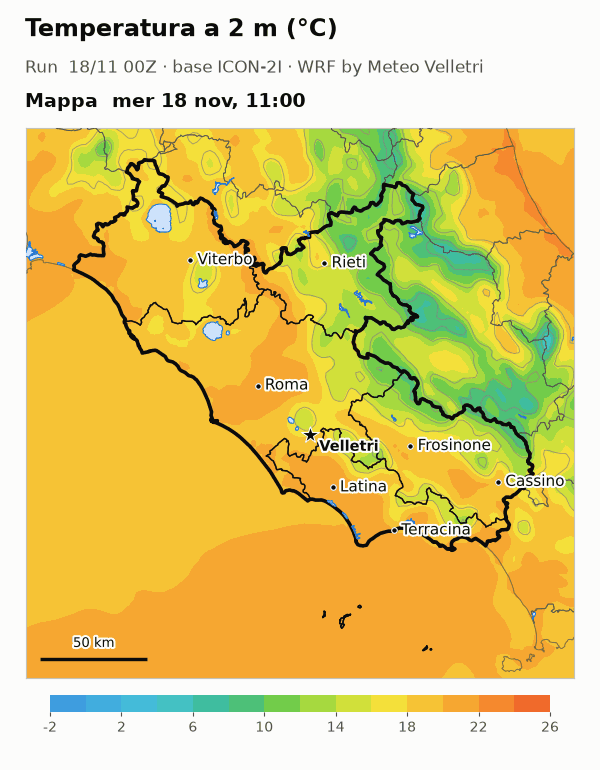 Temperatura a 2 m (°C)
Run  18/11 00Z · base ICON-2I · WRF by Meteo Velletri
Mappa  mer 18 nov, 11:00
Viterbo
Rieti
Roma
Velletri
Frosinone
Cassino
Latina
Terracina
50 km
-2 2 6 10 14 18 22 26